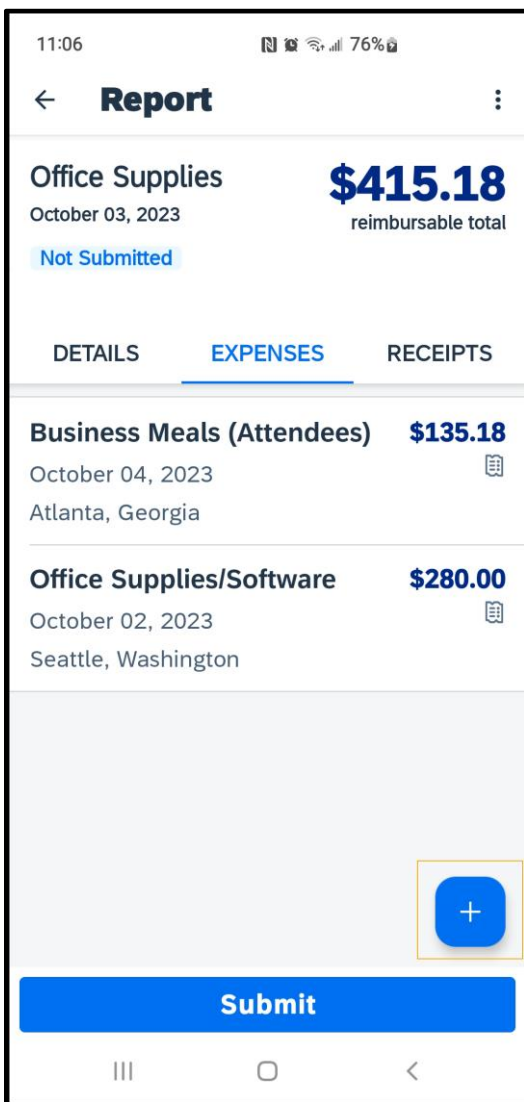 11:06 76%
Report
Office Supplies $415.18
October 03, 2023 reimbursable total
Not Submitted
DETAILS EXPENSES RECEIPTS
Business Meals (Attendees) $135.18
October 04, 2023
Atlanta, Georgia
Office Supplies/Software $280.00
October 02, 2023
Seattle, Washington
+
Submit